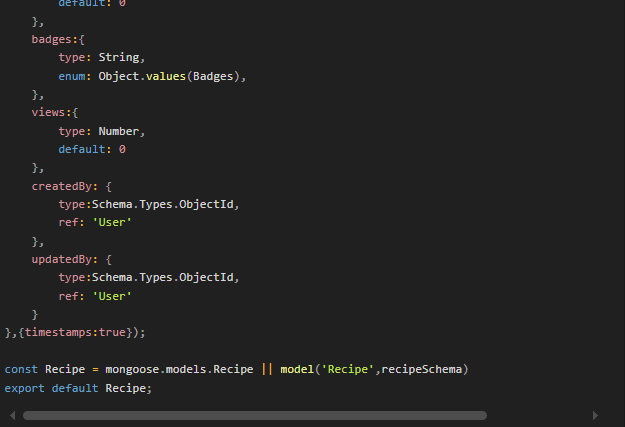 default: 0
    },
    badges:{
        type: String,
        enum: Object.values(Badges),
    },
    views:{
        type: Number,
        default: 0
    },
    createdBy: {
        type:Schema.Types.ObjectId,
        ref: 'User'
    },
    updatedBy: {
        type:Schema.Types.ObjectId,
        ref: 'User'
    }
},{timestamps:true});

const Recipe = mongoose.models.Recipe || model('Recipe',recipeSchema)
export default Recipe;